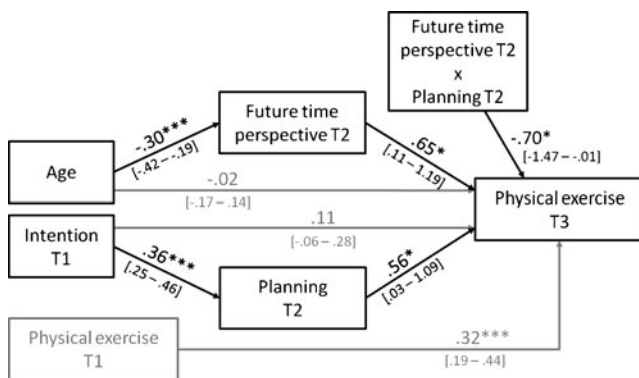 Future time
perspective T2
x
Planning T2
Future time
perspective T2
-.30***
[-.42 – -.19]
.65*
[.11 – 1.19]
-.70*
[-1.47 – -.01]
Age
-.02
[-.17 – .14]
Physical exercise
T3
Intention
T1
.11
[-.06 – .28]
.36***
[.25 – .46]
Planning
T2
.56*
[.03 – 1.09]
Physical exercise
T1
.32***
[.19 – .44]